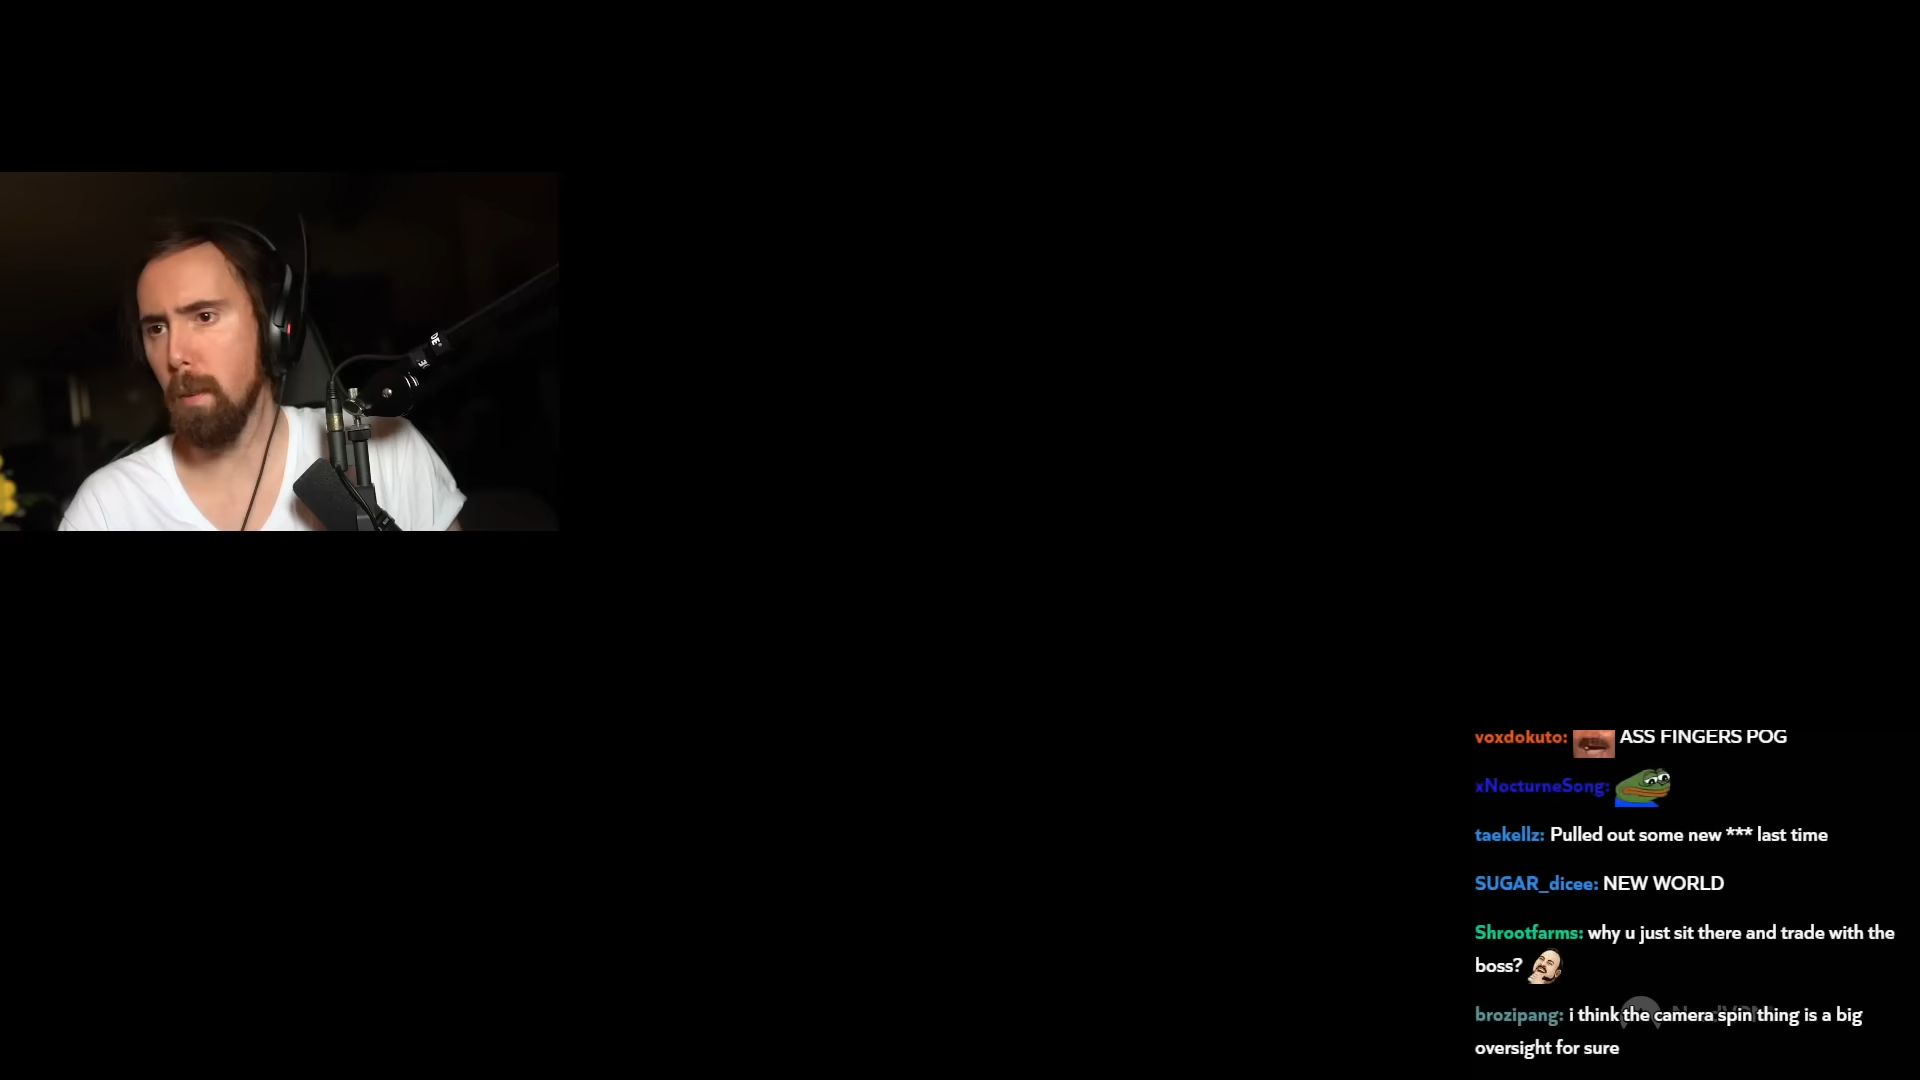 voxdokuto: ASS FINGERS POG
xNocturneSong:
taekellz: Pulled out some new *** last time
SUGAR_dicee: NEW WORLD
Shrootfarms: why u just sit there and trade with the
boss?
brozipang: i think the camera spin thing is a big
oversight for sure